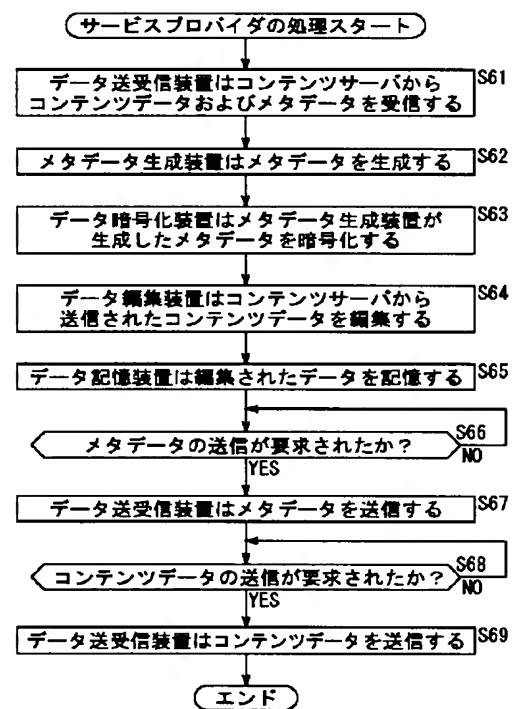 サービスプロバイダの処理スタート
データ送受信装置はコンテンツサーバから
コンテンツデータおよびメタデータを受信する
S61
メタデータ生成装置はメタデータを生成する
S62
データ暗号化装置はメタデータ生成装置が
生成したメタデータを暗号化する
S63
データ編集装置はコンテンツサーバから
送信されたコンテンツデータを編集する
S64
データ記憶装置は編集されたデータを記憶する
S65
メタデータの送信が要求されたか?
S66
NO
YES
データ送受信装置はメタデータを送信する
S67
コンテンツデータの送信が要求されたか?
S68
NO
YES
データ送受信装置はコンテンツデータを送信する
S69
エンド